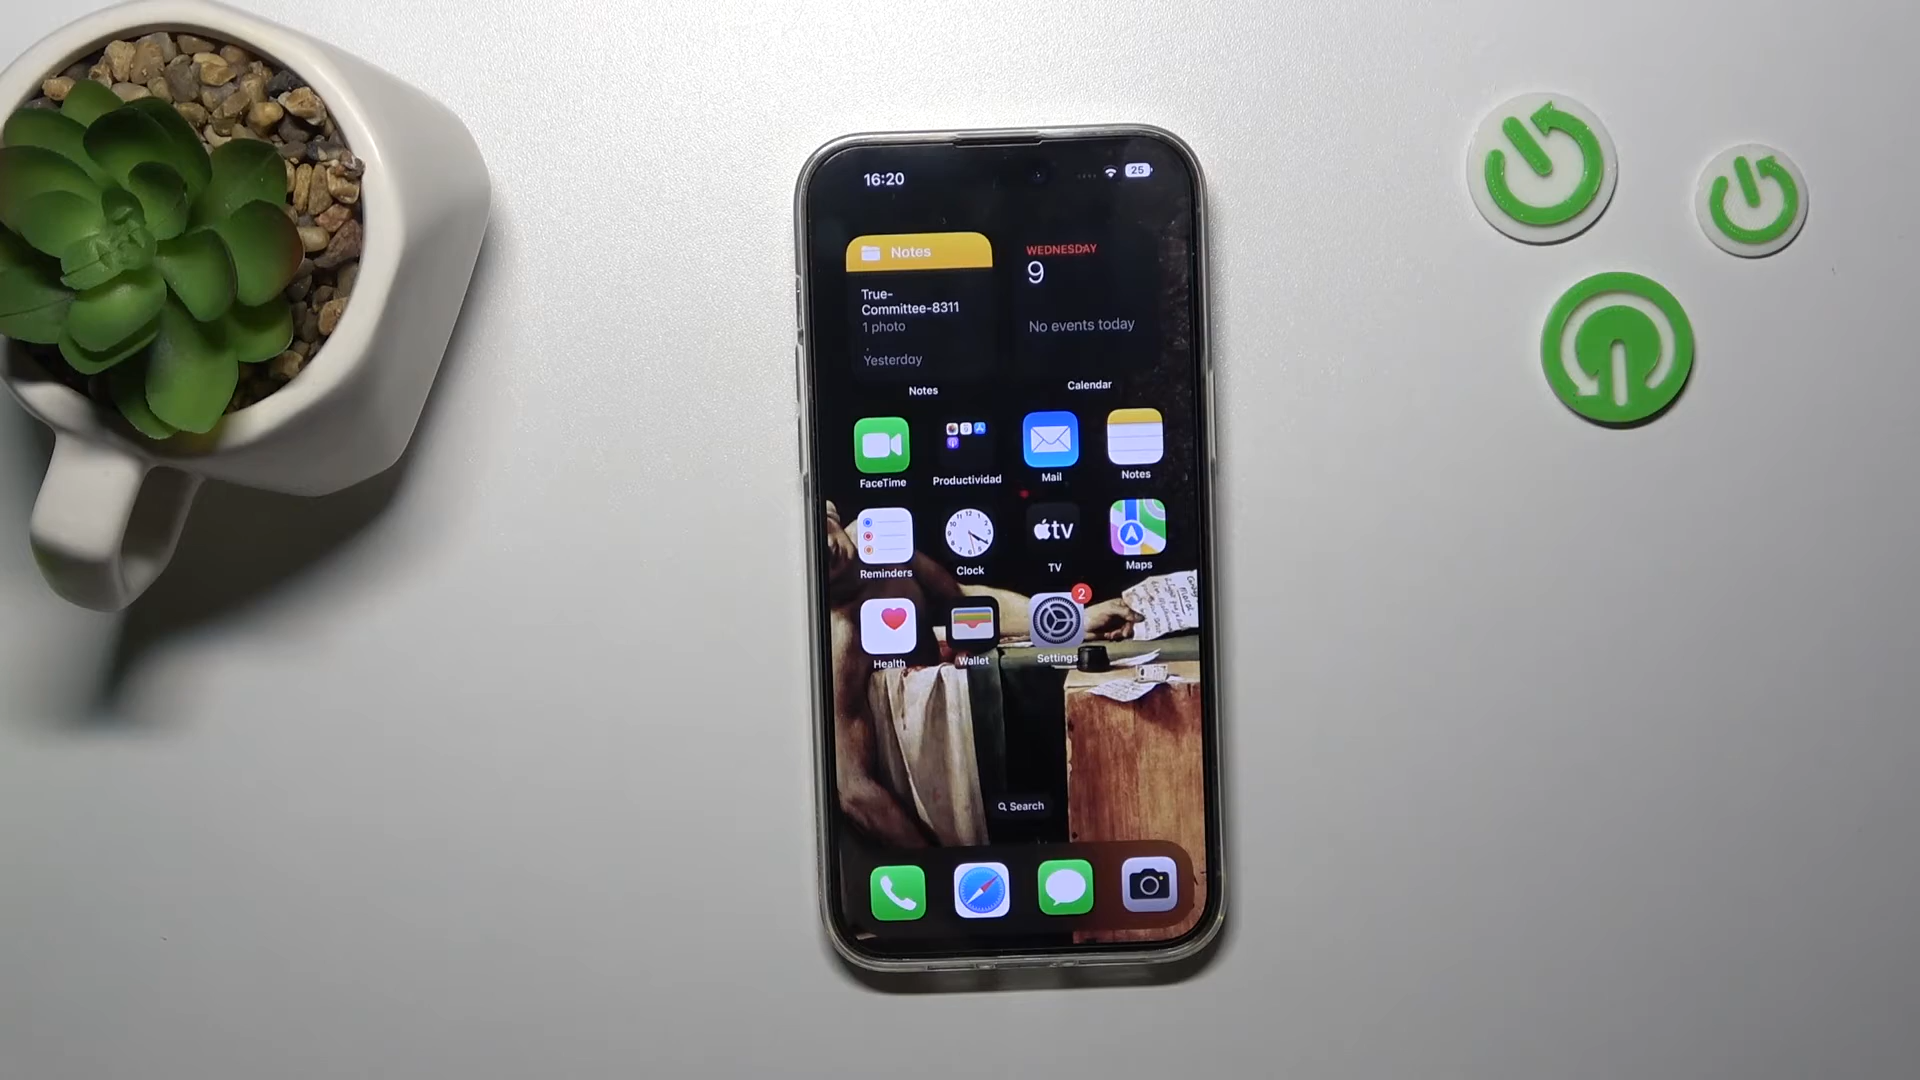 16:20
25
Notes
WEDNESDAY
9
True-
Committee-8311
1 photo
No events today
Yesterday
Notes
Calendar
FaceTime
Productividad
Mail
Notes
Reminders
Clock
tv
TV
Maps
2
Health
Wallet
Settings
Search